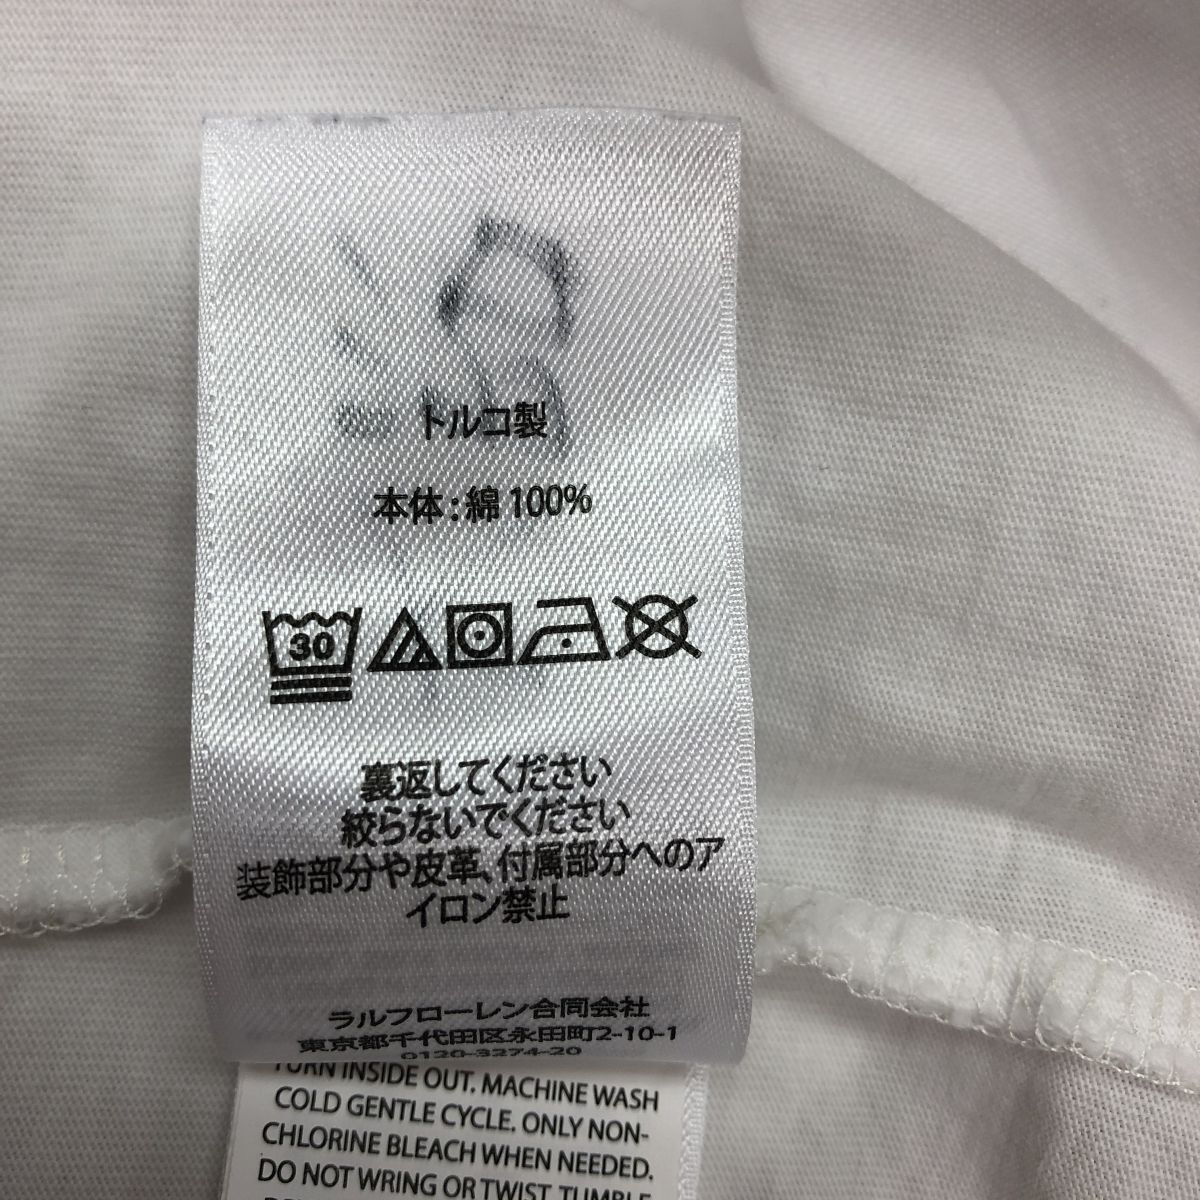 トルコ製
本体:綿 100%
30
裏返してください
絞らないでください
装飾部分や皮革、付属部分へのア
イロン禁止
ラルフローレン合同会社
東京都千代田区永田町2-10-1
0120-3274-20
TURN INSIDE OUT. MACHINE WASH
COLD GENTLE CYCLE. ONLY NON-
CHLORINE BLEACH WHEN NEEDED.
DO NOT WRING OR TWIST. TUMBLE